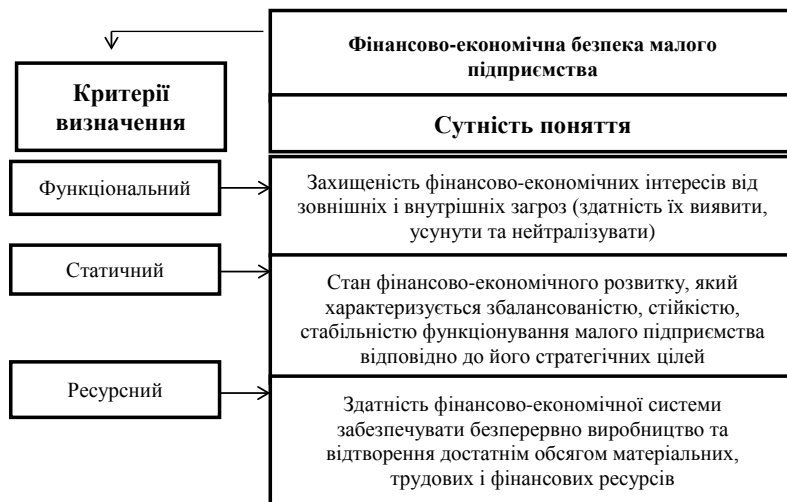 Фінансово-економічна безпека малого
підприємства
Критерії
визначення
Сутність поняття
Функціональний
Захищеність фінансово-економічних інтересів від
зовнішніх і внутрішніх загроз (здатність їх виявити,
усунути та нейтралізувати)
Статичний
Стан фінансово-економічного розвитку, який
характеризується збалансованістю, стійкістю,
стабільністю функціонування малого підприємства
відповідно до його стратегічних цілей
Ресурсний
Здатність фінансово-економічної системи
забезпечувати безперервно виробництво та
відтворення достатнім обсягом матеріальних,
трудових і фінансових ресурсів